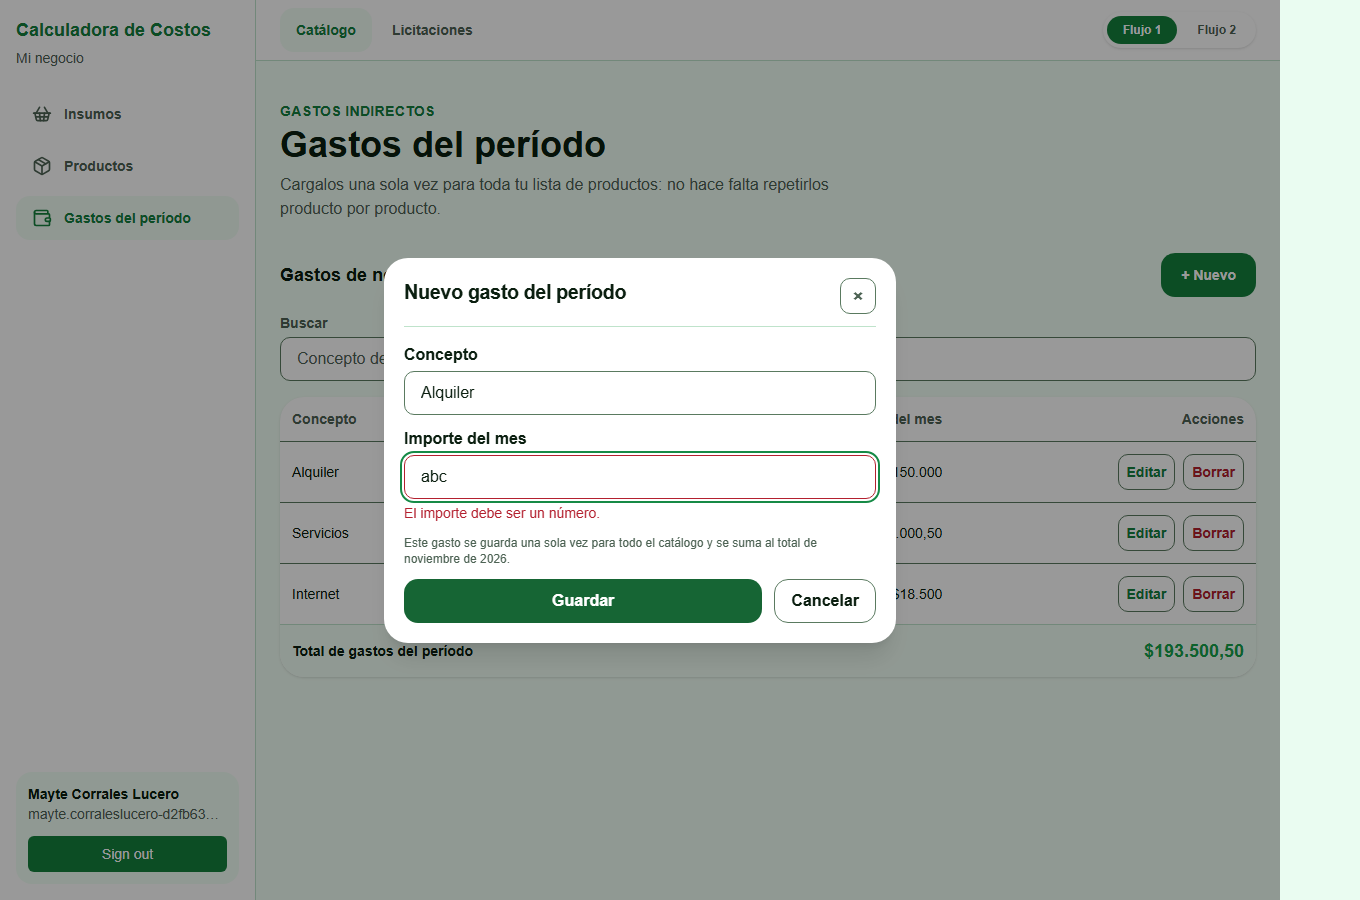 Calculadora de Costos
Mi negocio
Insumos
Productos
Gastos del período
Mayte Corrales Lucero
mayte.corraleslucero-d2fb63...
Sign out
Catálogo
Licitaciones
Flujo 1
Flujo 2
GASTOS INDIRECTOS
Gastos del período
Cargalos una sola vez para toda tu lista de productos: no hace falta repetirlos
producto por producto.
Gastos de
+ Nuevo
Buscar
Concepto
Nuevo gasto del período
×
Concepto
Alquiler
Importe del mes
abc
El importe debe ser un número.
Este gasto se guarda una sola vez para todo el catálogo y se suma al total de
noviembre de 2026.
Guardar
Cancelar
Concepto
del mes
Acciones
Alquiler
150.000
Editar
Borrar
Servicios
.000,50
Editar
Borrar
Internet
$18.500
Editar
Borrar
Total de gastos del período
$193.500,50